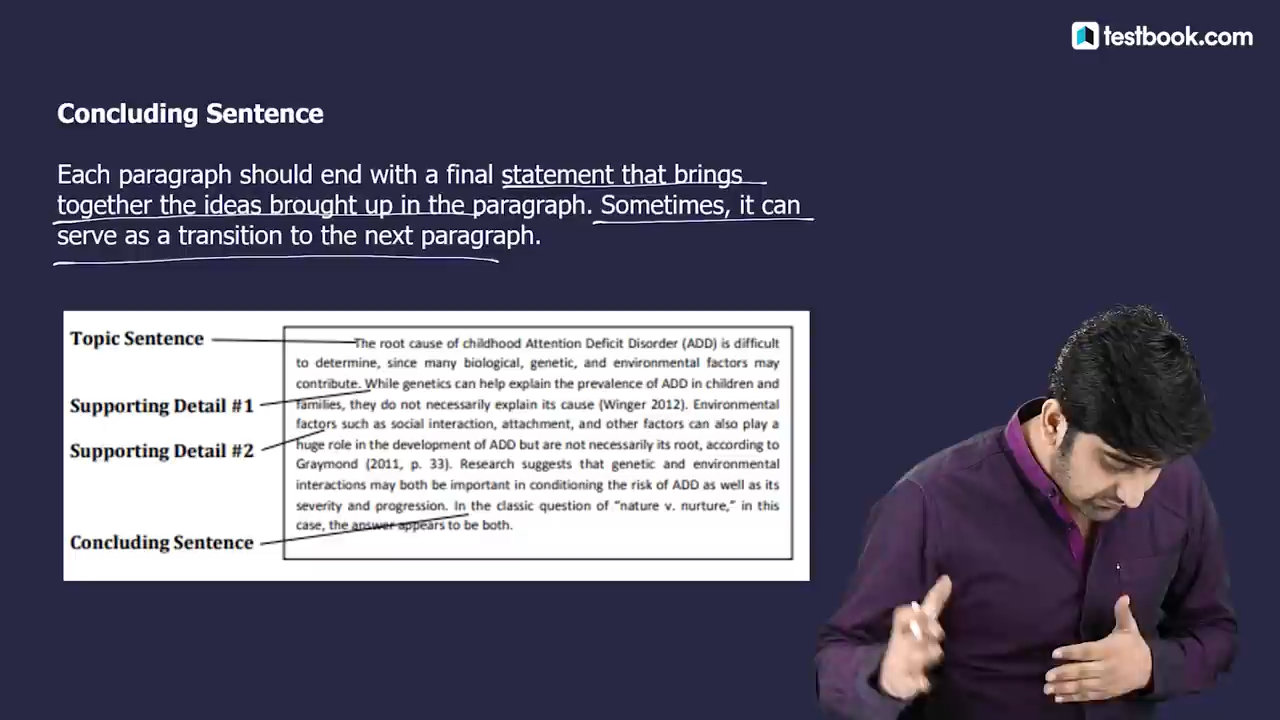 testbook.com
Concluding Sentence
Each paragraph should end with a final statement that brings
together the ideas brought up in the paragraph. Sometimes, it can
serve as a transition to the next paragraph.
Topic Sentence
Supporting Detail #1
Supporting Detail #2
Concluding Sentence
The root cause of childhood Attention Deficit Disorder (ADD) is difficult
to determine, since many biological, genetic, and environmental factors may
contribute. While genetics can help explain the prevalence of ADD in children and
families, they do not necessarily explain its cause (Winger 2012). Environmental
factors such as social interaction, attachment, and other factors can also play a
huge role in the development of ADD but are not necessarily its root, according to
Graymond (2011, p. 33). Research suggests that genetic and environmental
interactions may both be important in conditioning the risk of ADD as well as its
severity and progression. In the classic question of “nature v. nurture,” in this
case, the answer appears to be both.